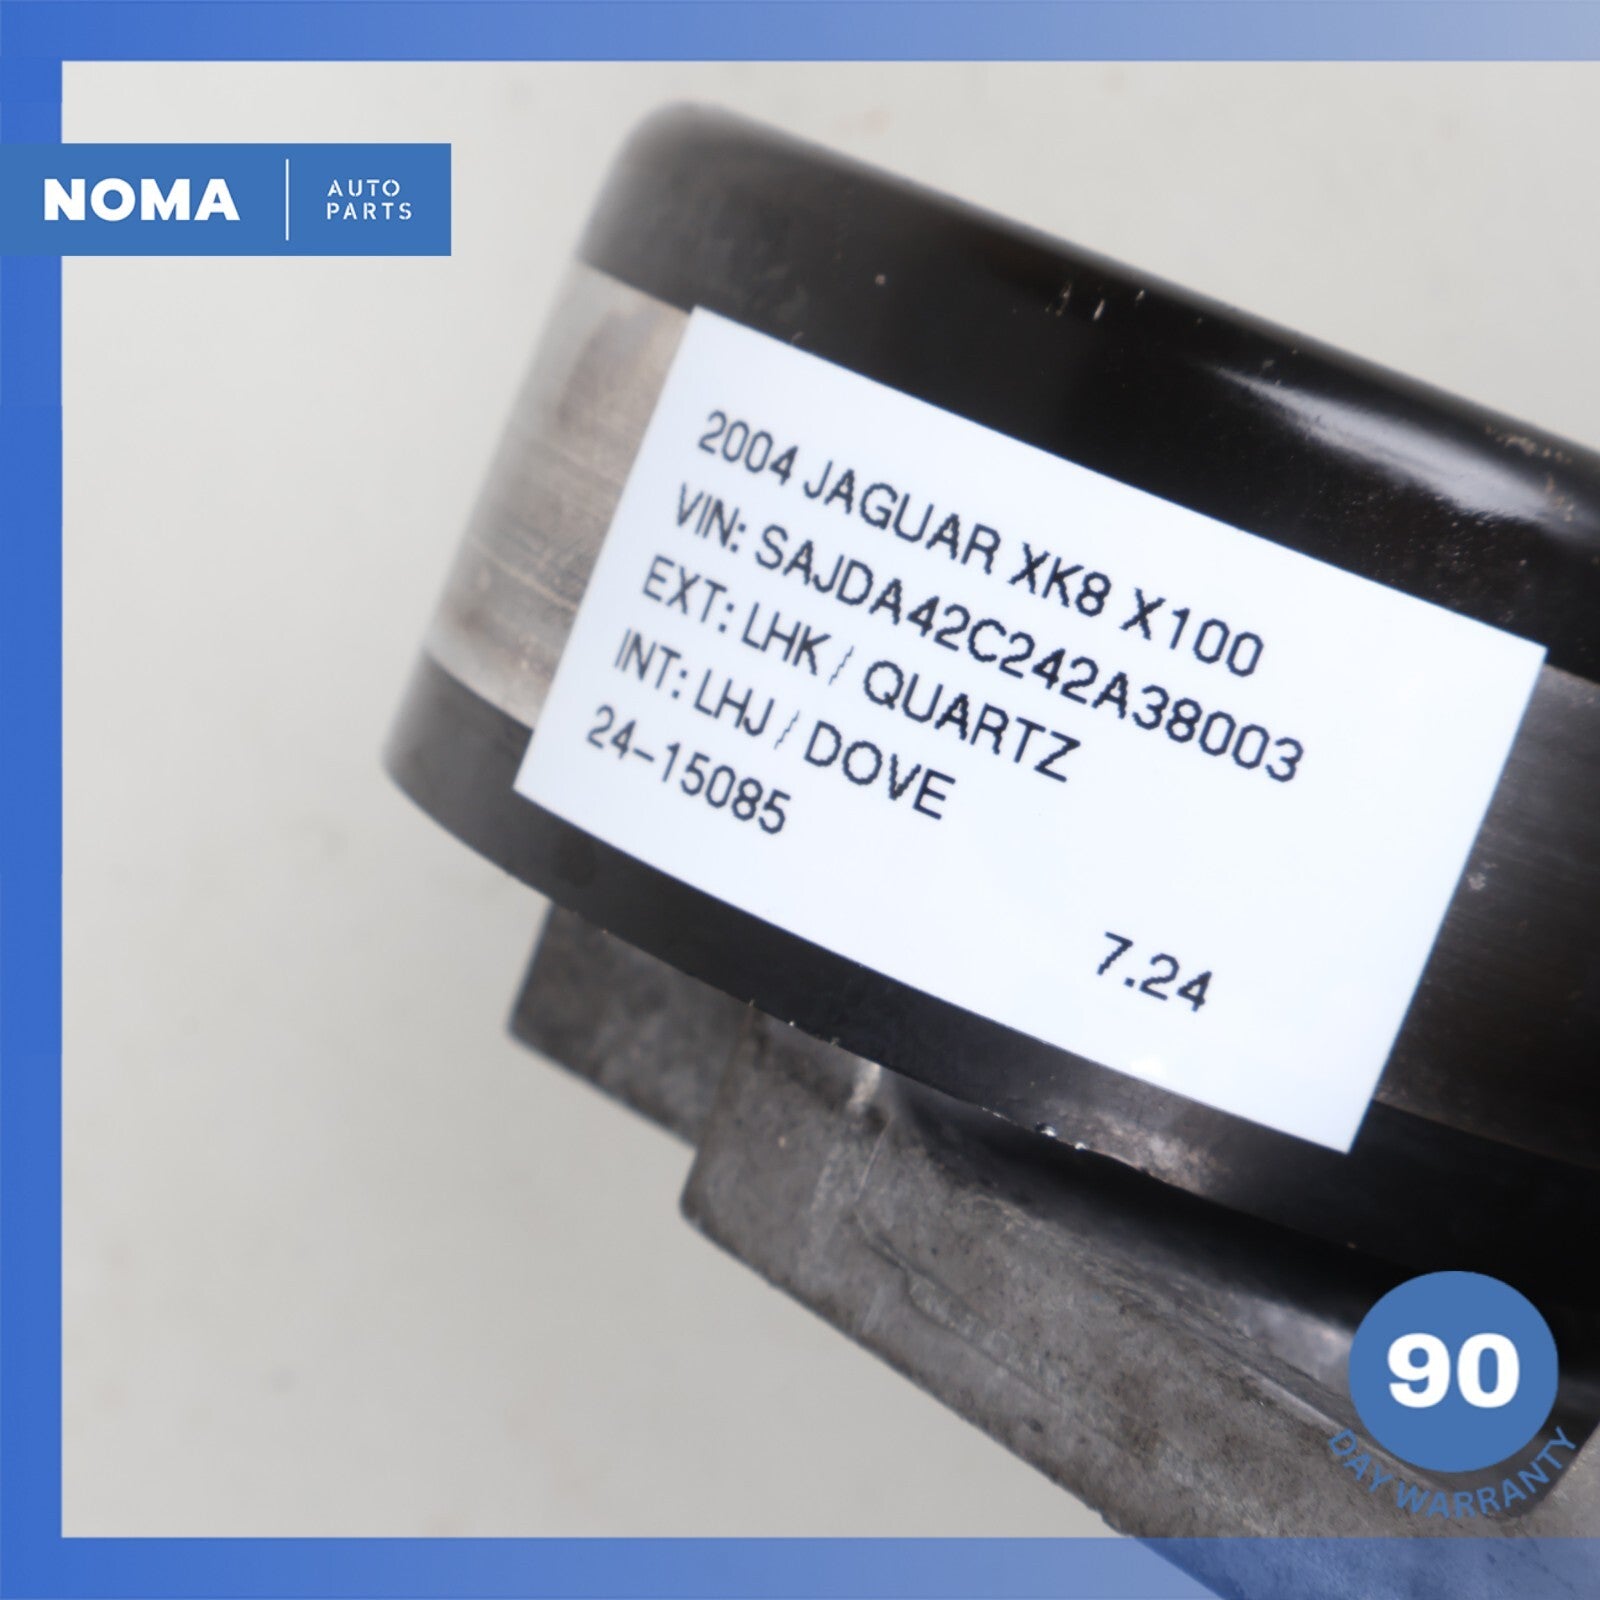 NOMA
AUTO
PARTS
2004 JAGUAR XK8 X100
VIN: SAJDA42C242A38003
EXT: LHK / QUARTZ
INT: LHJ / DOVE
24-15085
7.24
90
DAY WARRANTY